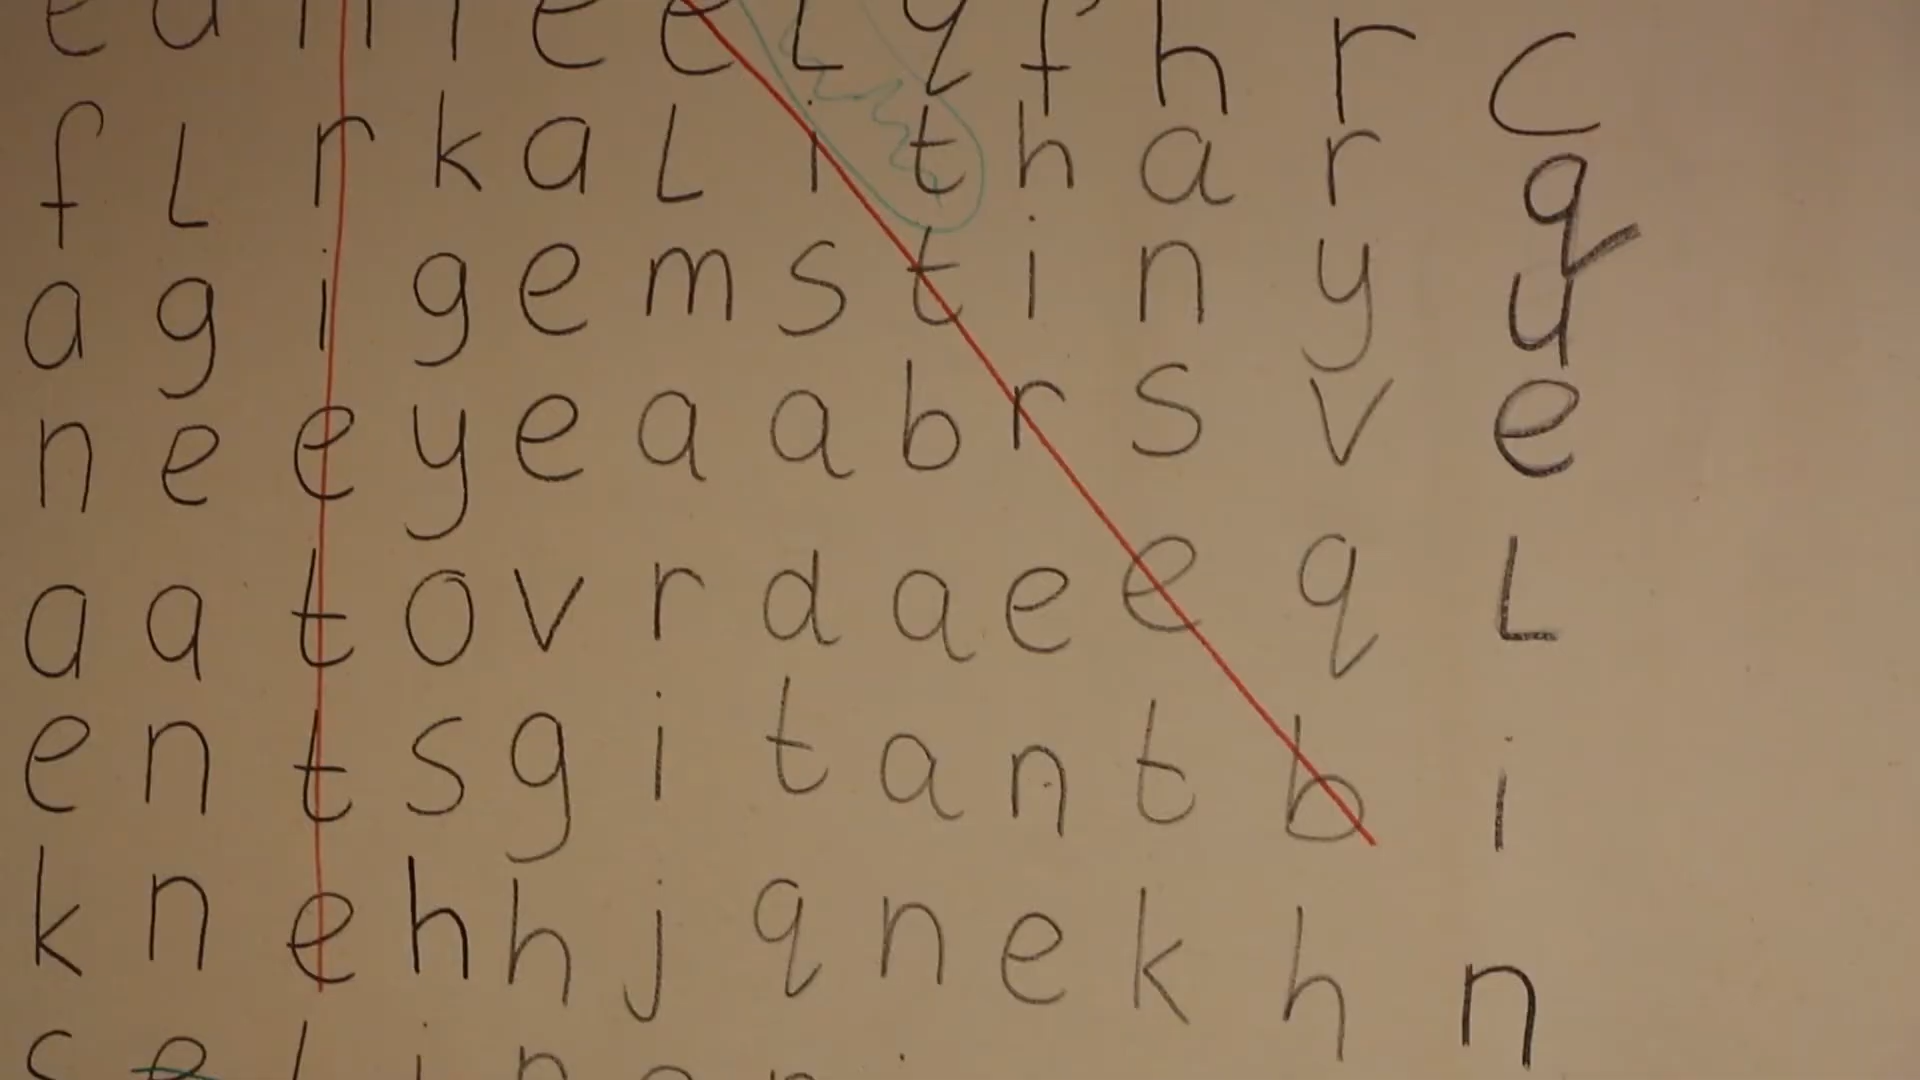 f L r k a L i t h a r q
a g i g e m s t i n y u
n e e y e a a b r s v e
a a t o v r d a e e q L
e n t s g i t a n t b i
k n e h h j q n e k h n